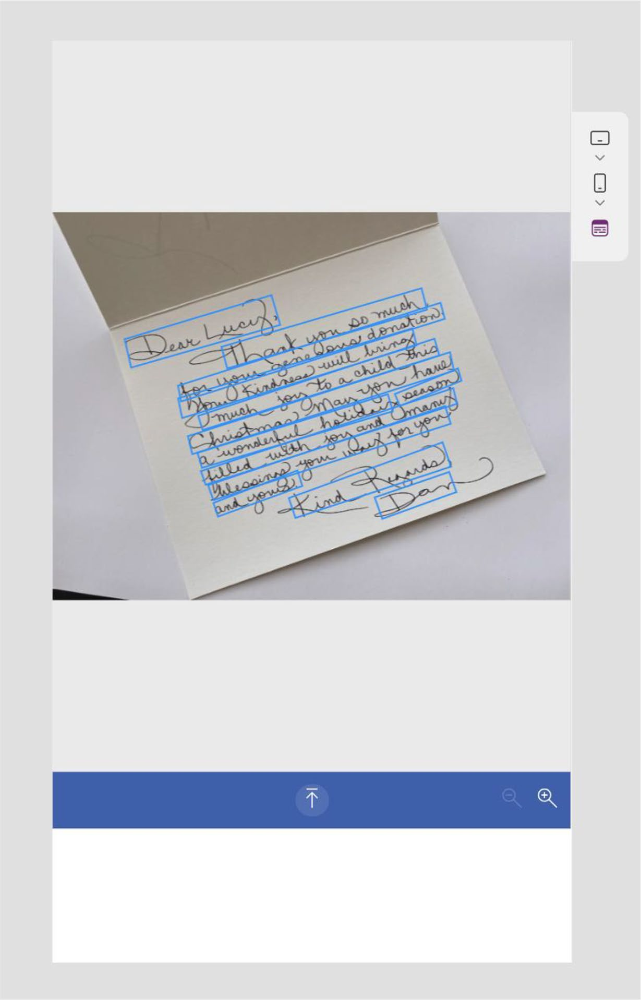 Dear Lucy,
Thank you so much
for your generous donation.
Your kindness will bring
much joy to a child this
Christmas. May you have
a wonderful holiday season
filled with joy and many
blessings your way for you
and yours.
Kind Regards,
Dan